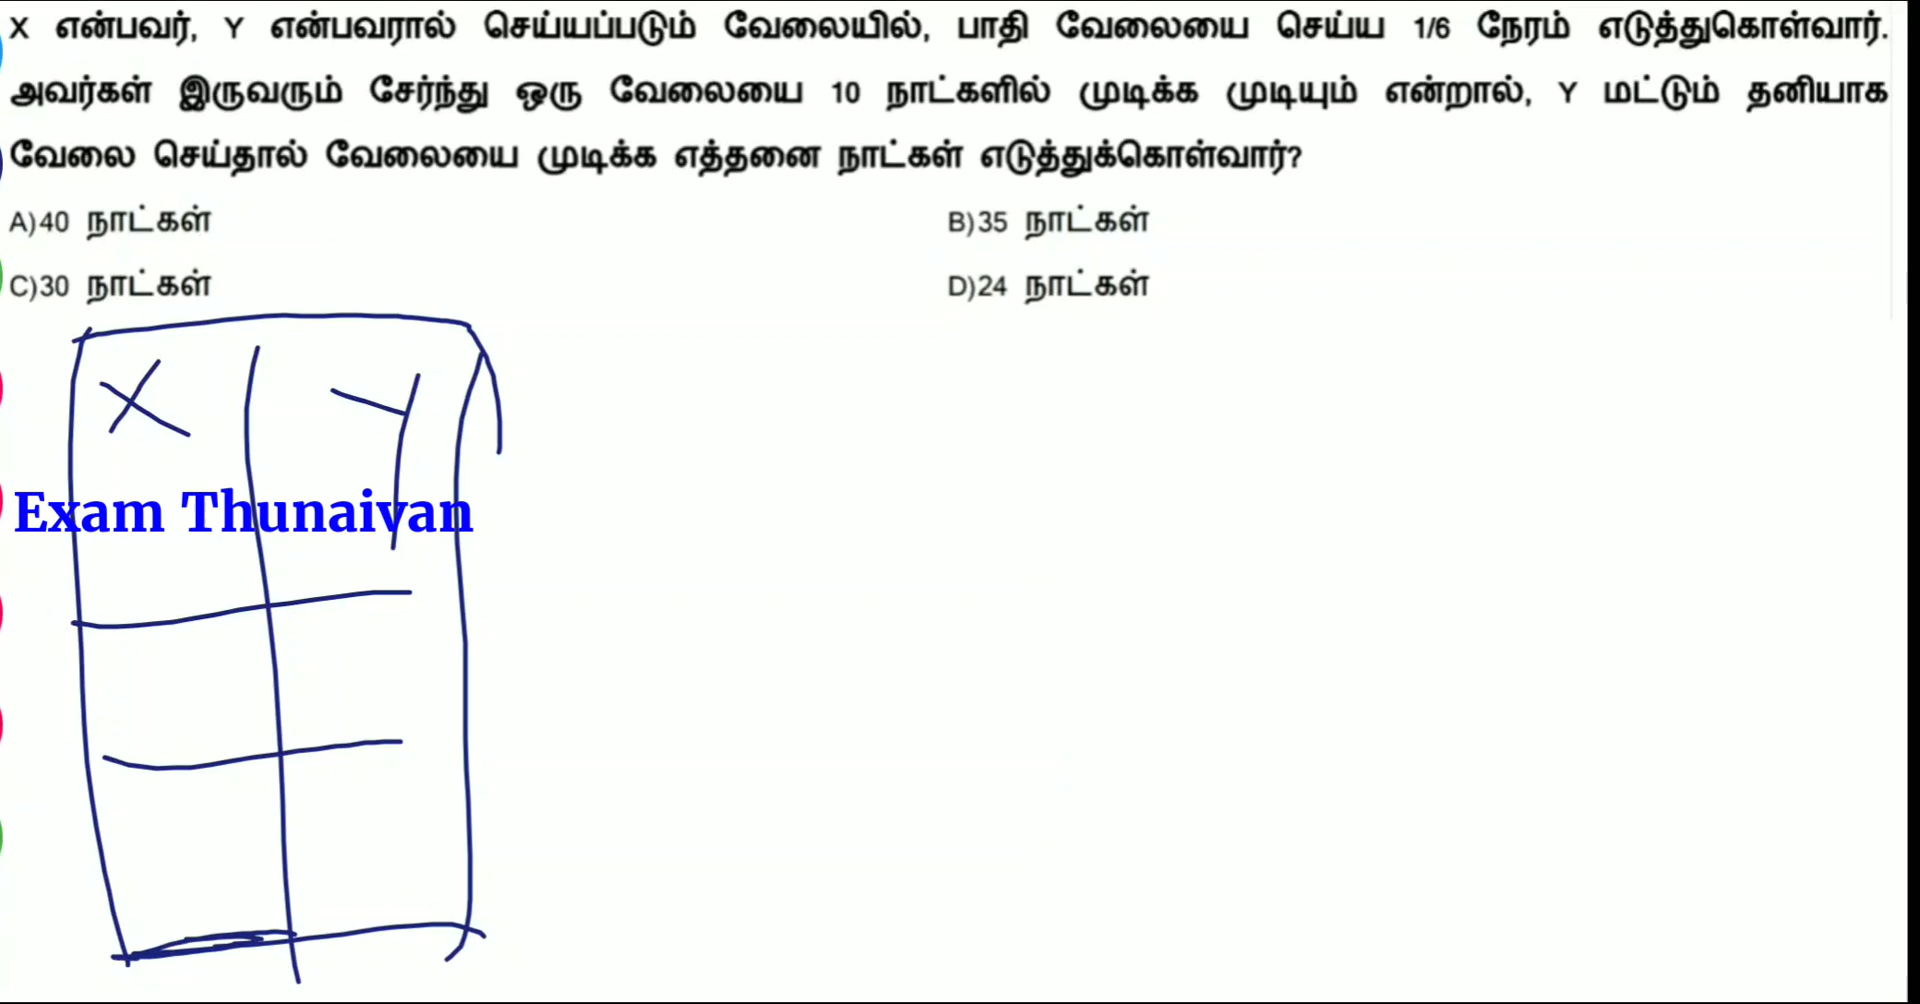 X என்பவர், Y என்பவரால் செய்யப்படும் வேலையில், பாதி வேலையை செய்ய 1/6 நேரம் எடுத்துகொள்வார்.
அவர்கள் இருவரும் சேர்ந்து ஒரு வேலையை 10 நாட்களில் முடிக்க முடியும் என்றால், Y மட்டும் தனியாக
வேலை செய்தால் வேலையை முடிக்க எத்தனை நாட்கள் எடுத்துக்கொள்வார்?
A)40 நாட்கள்
B)35 நாட்கள்
C)30 நாட்கள்
D)24 நாட்கள்
X Y
Exam Thunaivan